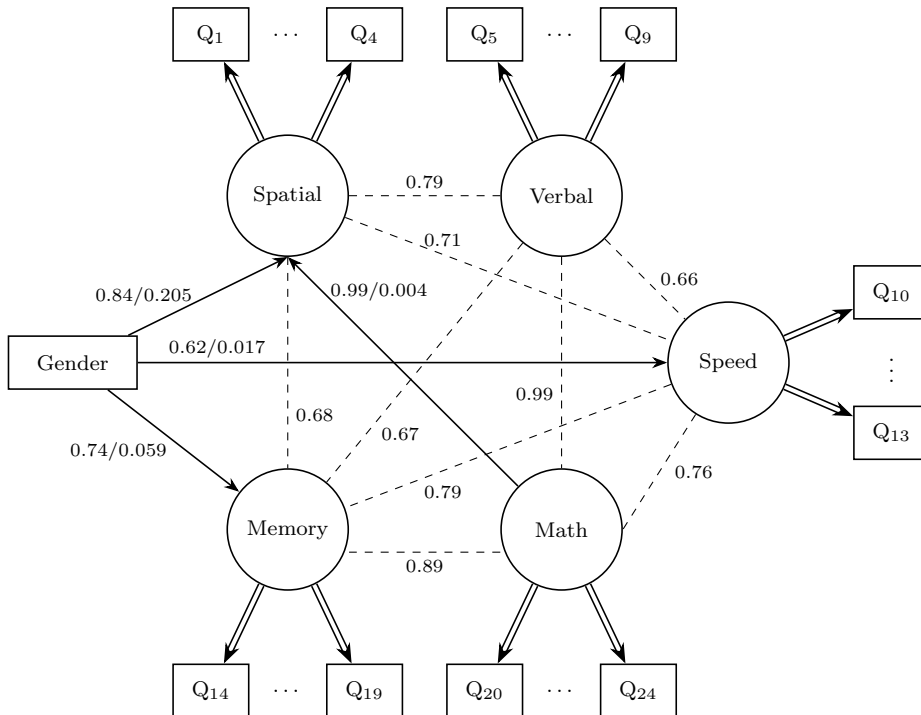 Q₁ ⋯ Q₄ Q₅ ⋯ Q₉
Spatial 0.79 Verbal
0.71
0.66
0.84/0.205 0.99/0.004 Q₁₀
Gender 0.62/0.017 Speed ⋮
0.99
0.68 0.67 Q₁₃
0.74/0.059
0.79 0.76
Memory Math
0.89
Q₁₄ ⋯ Q₁₉ Q₂₀ ⋯ Q₂₄